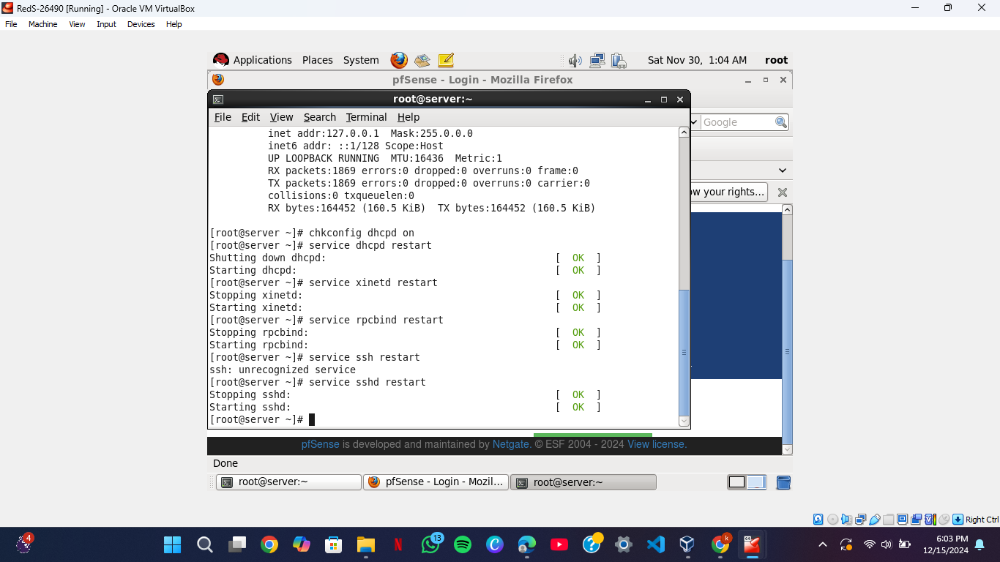 RedS-26490 [Running] - Oracle VM VirtualBox
File Machine View Input Devices Help
Applications Places System Sat Nov 30, 1:04 AM root
pfSense - Login - Mozilla Firefox
root@server:~
File Edit View Search Terminal Help
Google
inet addr:127.0.0.1 Mask:255.0.0.0
inet6 addr: ::1/128 Scope:Host
UP LOOPBACK RUNNING MTU:16436 Metric:1
RX packets:1869 errors:0 dropped:0 overruns:0 frame:0
TX packets:1869 errors:0 dropped:0 overruns:0 carrier:0
collisions:0 txqueuelen:0
RX bytes:164452 (160.5 KiB) TX bytes:164452 (160.5 KiB)
ow your rights...
[root@server ~]# chkconfig dhcpd on
[root@server ~]# service dhcpd restart
Shutting down dhcpd: [ OK ]
Starting dhcpd: [ OK ]
[root@server ~]# service xinetd restart
Stopping xinetd: [ OK ]
Starting xinetd: [ OK ]
[root@server ~]# service rpcbind restart
Stopping rpcbind: [ OK ]
Starting rpcbind: [ OK ]
[root@server ~]# service ssh restart
ssh: unrecognized service
[root@server ~]# service sshd restart
Stopping sshd: [ OK ]
Starting sshd: [ OK ]
[root@server ~]#
pfSense is developed and maintained by Netgate. © ESF 2004 - 2024 View license.
Done
root@server:~ pfSense - Login - Mozil... root@server:~
Right Ctrl
4
13
6:03 PM
12/15/2024